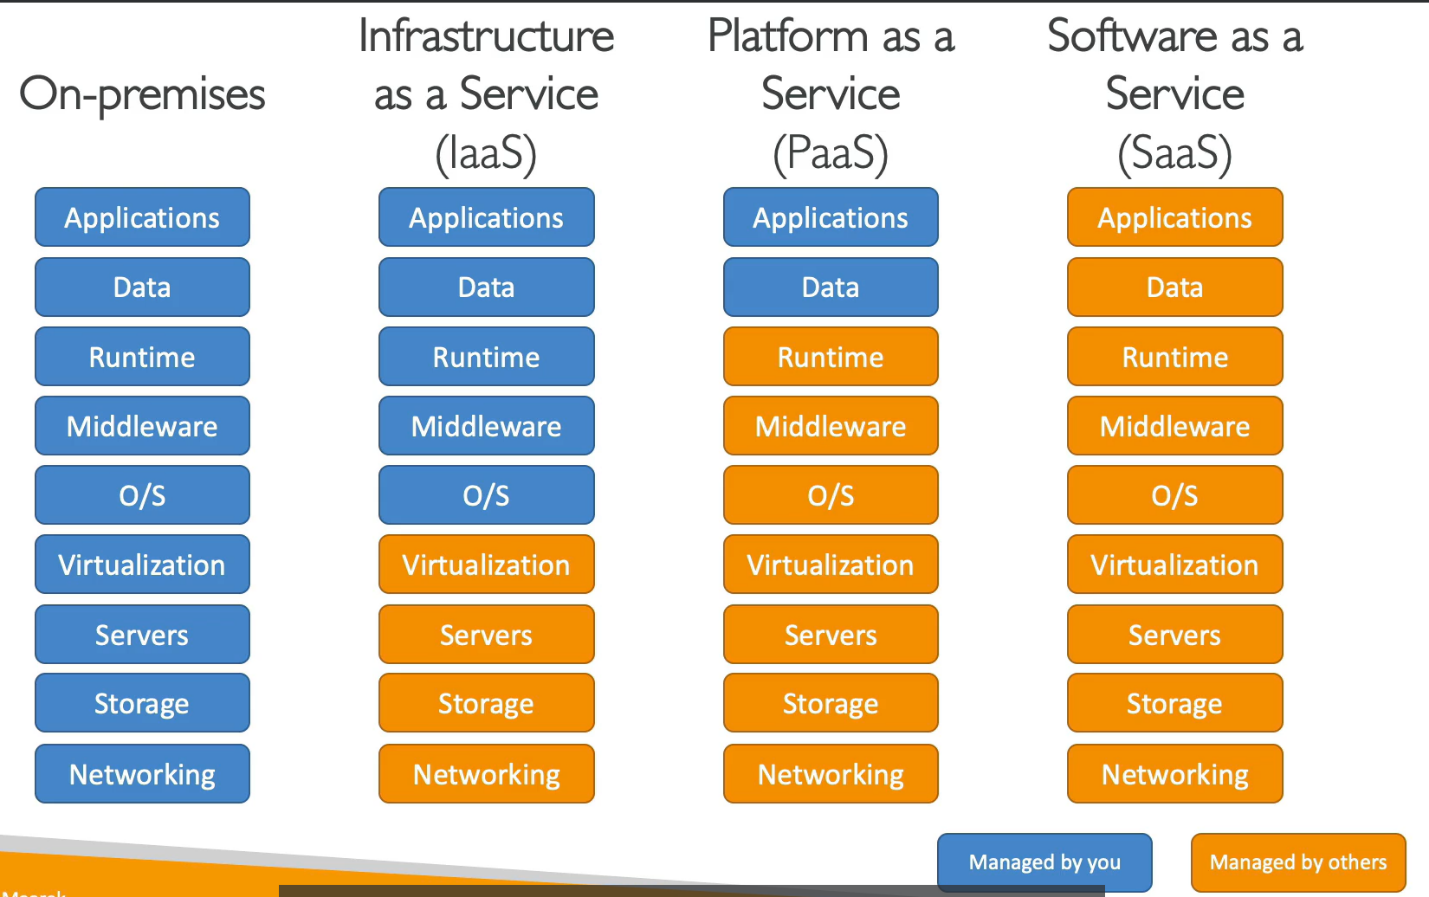 On-premises
Infrastructure
as a Service
(IaaS)
Platform as a
Service
(PaaS)
Software as a
Service
(SaaS)
Applications
Data
Runtime
Middleware
O/S
Virtualization
Servers
Storage
Networking
Applications
Data
Runtime
Middleware
O/S
Virtualization
Servers
Storage
Networking
Applications
Data
Runtime
Middleware
O/S
Virtualization
Servers
Storage
Networking
Applications
Data
Runtime
Middleware
O/S
Virtualization
Servers
Storage
Networking
Managed by you
Managed by others